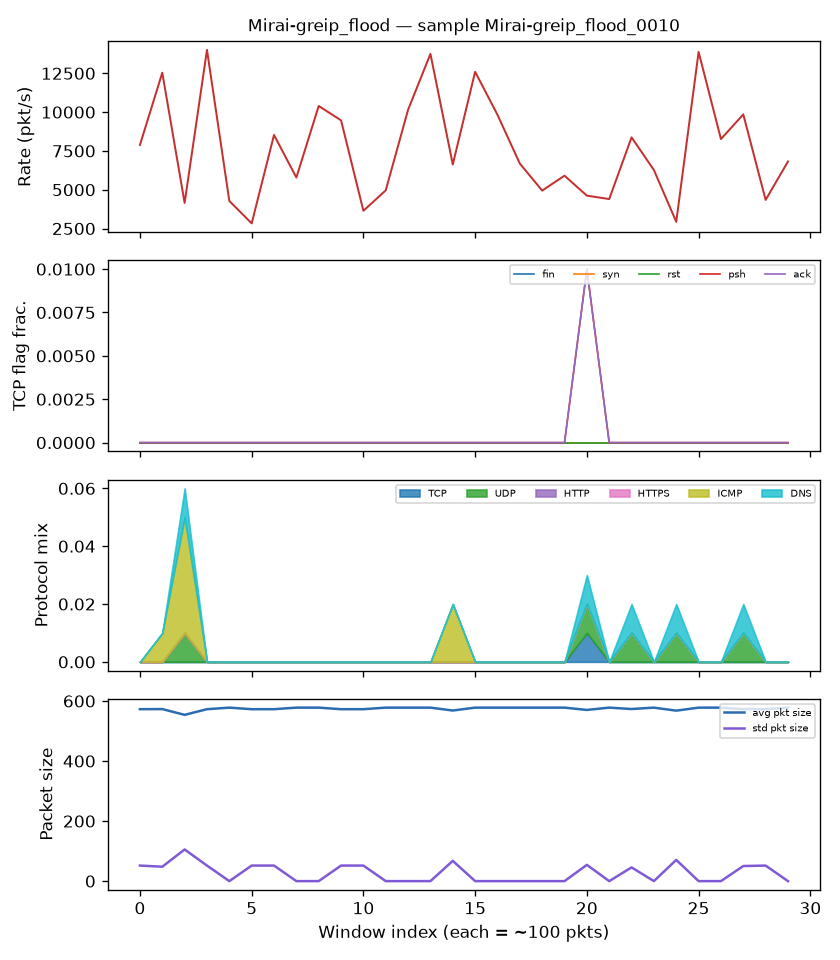 Mirai-greip_flood — sample Mirai-greip_flood_0010
Rate (pkt/s)
12500
10000
7500
5000
2500
TCP flag frac.
0.0100
0.0075
0.0050
0.0025
0.0000
fin syn rst psh ack
Protocol mix
0.06
0.04
0.02
0.00
TCP UDP HTTP HTTPS ICMP DNS
Packet size
600
400
200
0
avg pkt size
std pkt size
0 5 10 15 20 25 30
Window index (each = ~100 pkts)